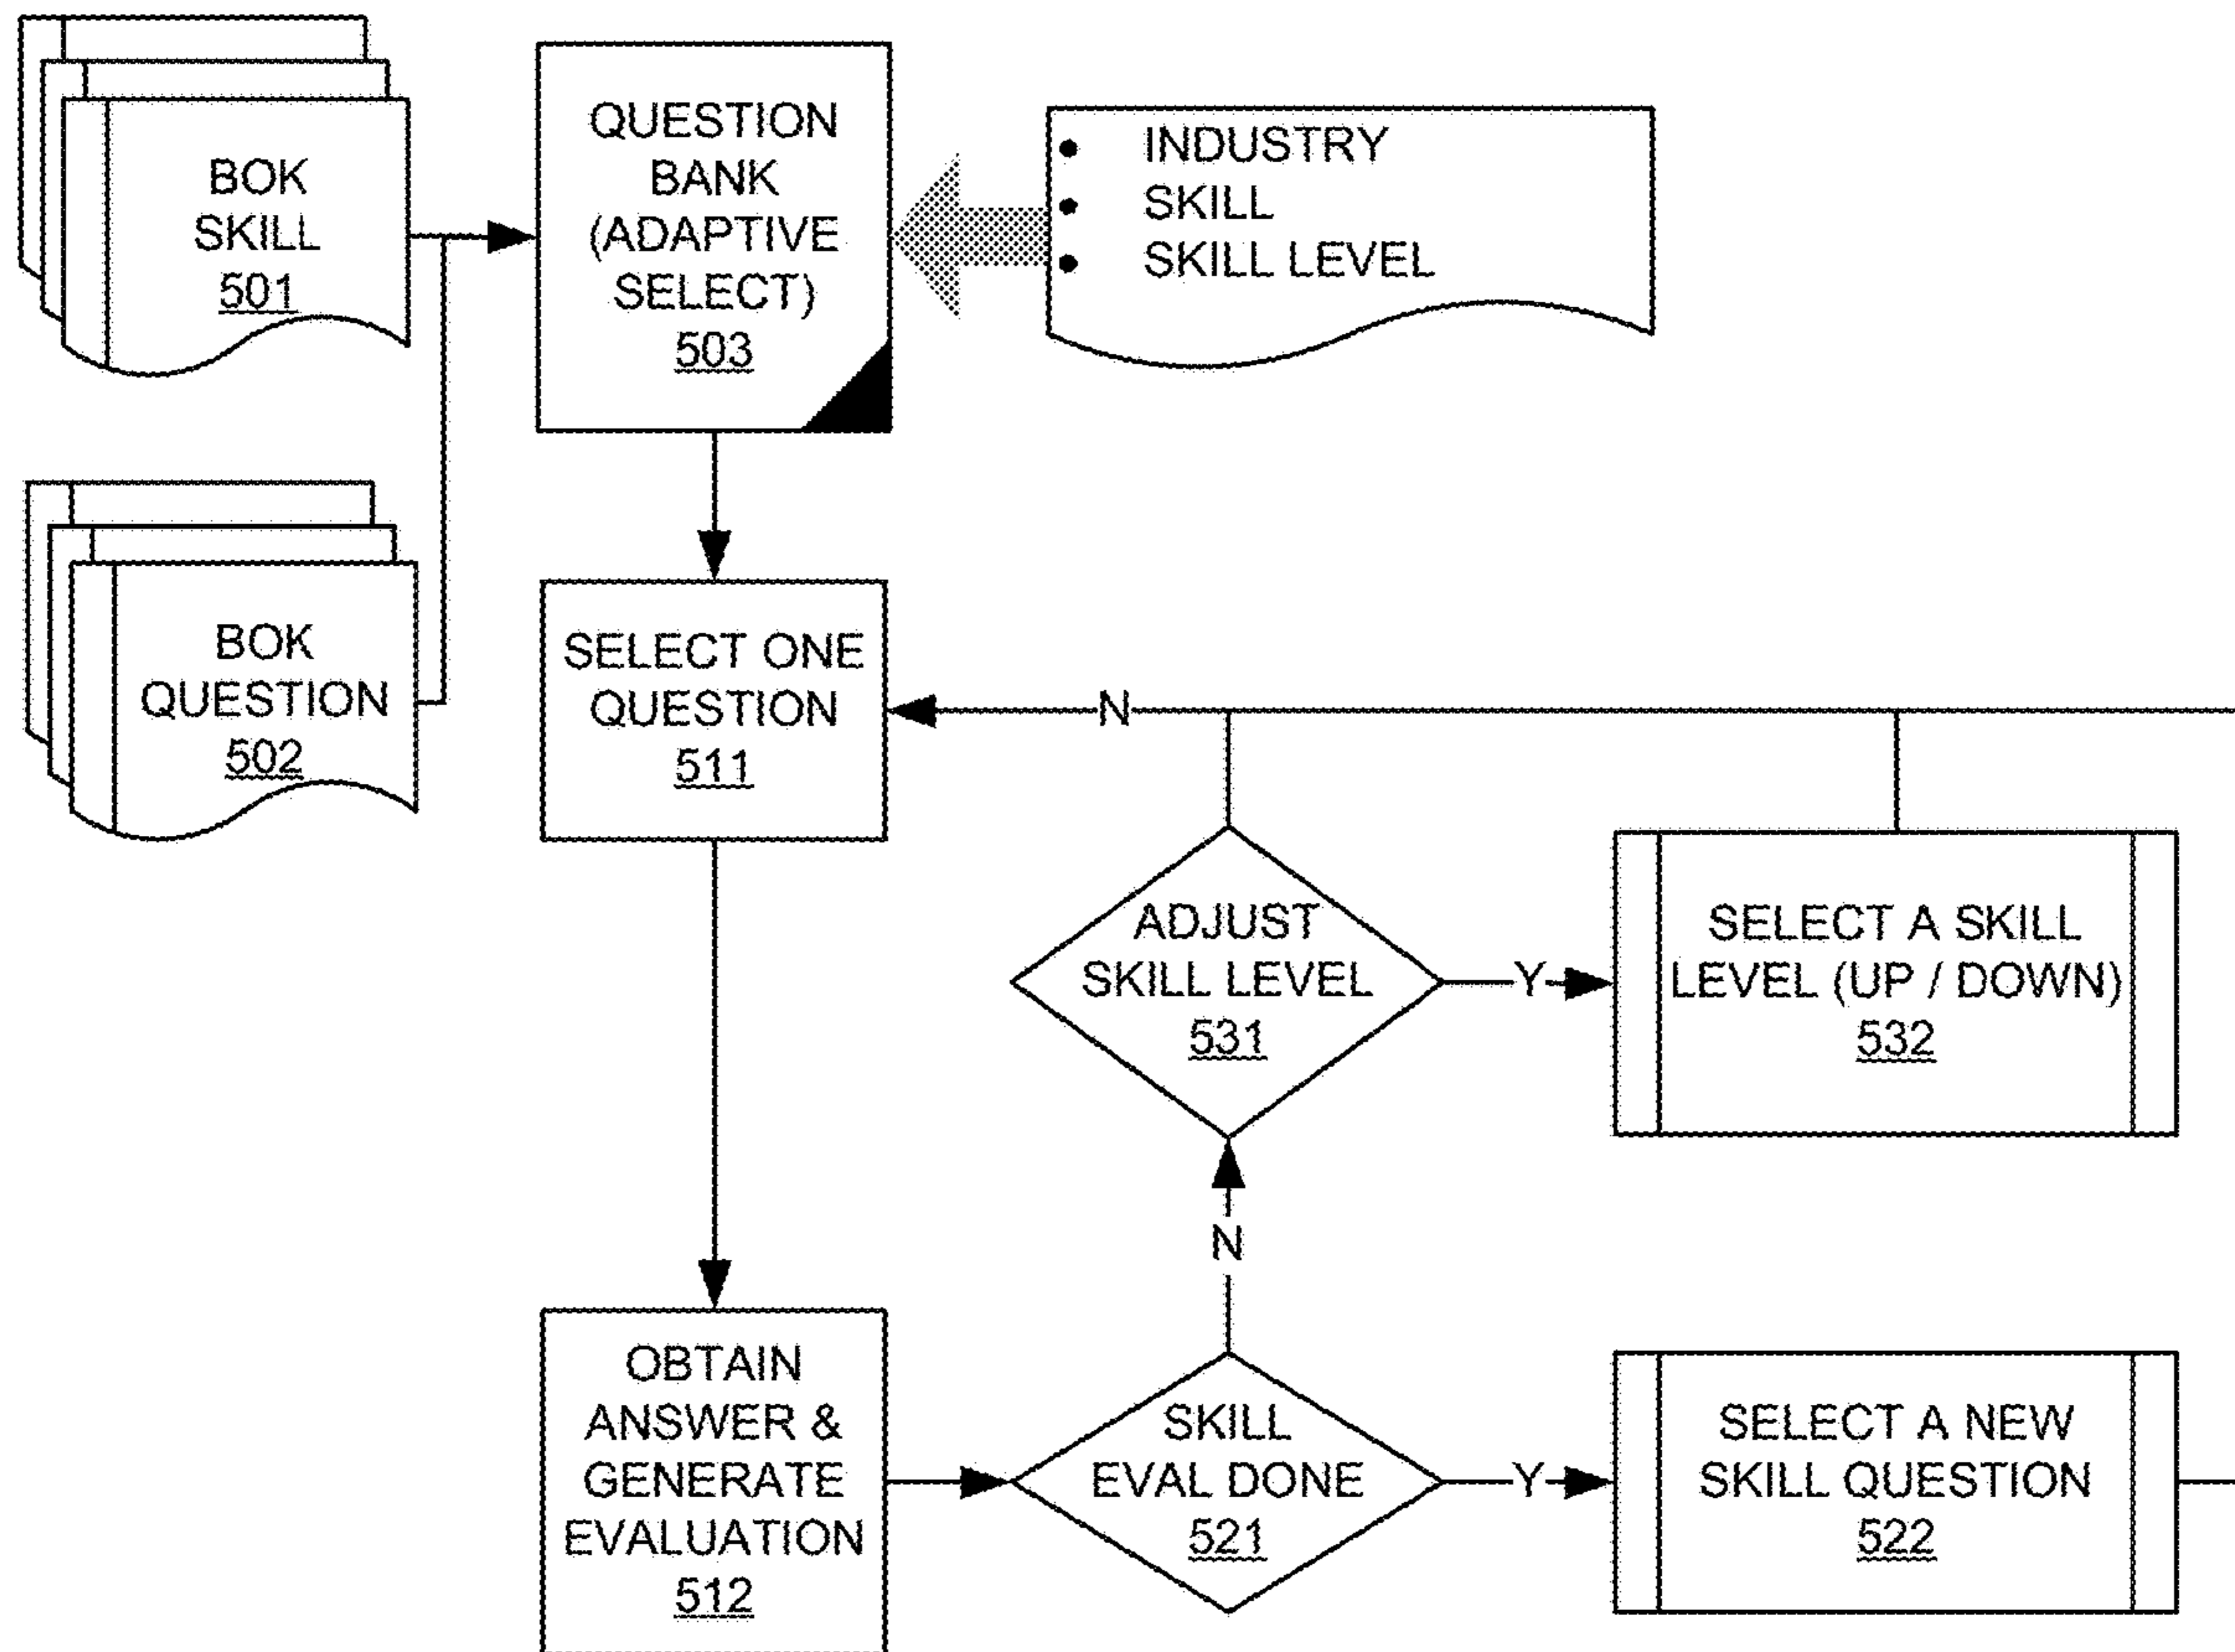 BOK
SKILL
501
QUESTION
BANK
(ADAPTIVE
SELECT)
503
• INDUSTRY
• SKILL
• SKILL LEVEL
BOK
QUESTION
502
SELECT ONE
QUESTION
511
N
ADJUST
SKILL LEVEL
531
Y
SELECT A SKILL
LEVEL (UP / DOWN)
532
N
OBTAIN
ANSWER &
GENERATE
EVALUATION
512
SKILL
EVAL DONE
521
Y
SELECT A NEW
SKILL QUESTION
522